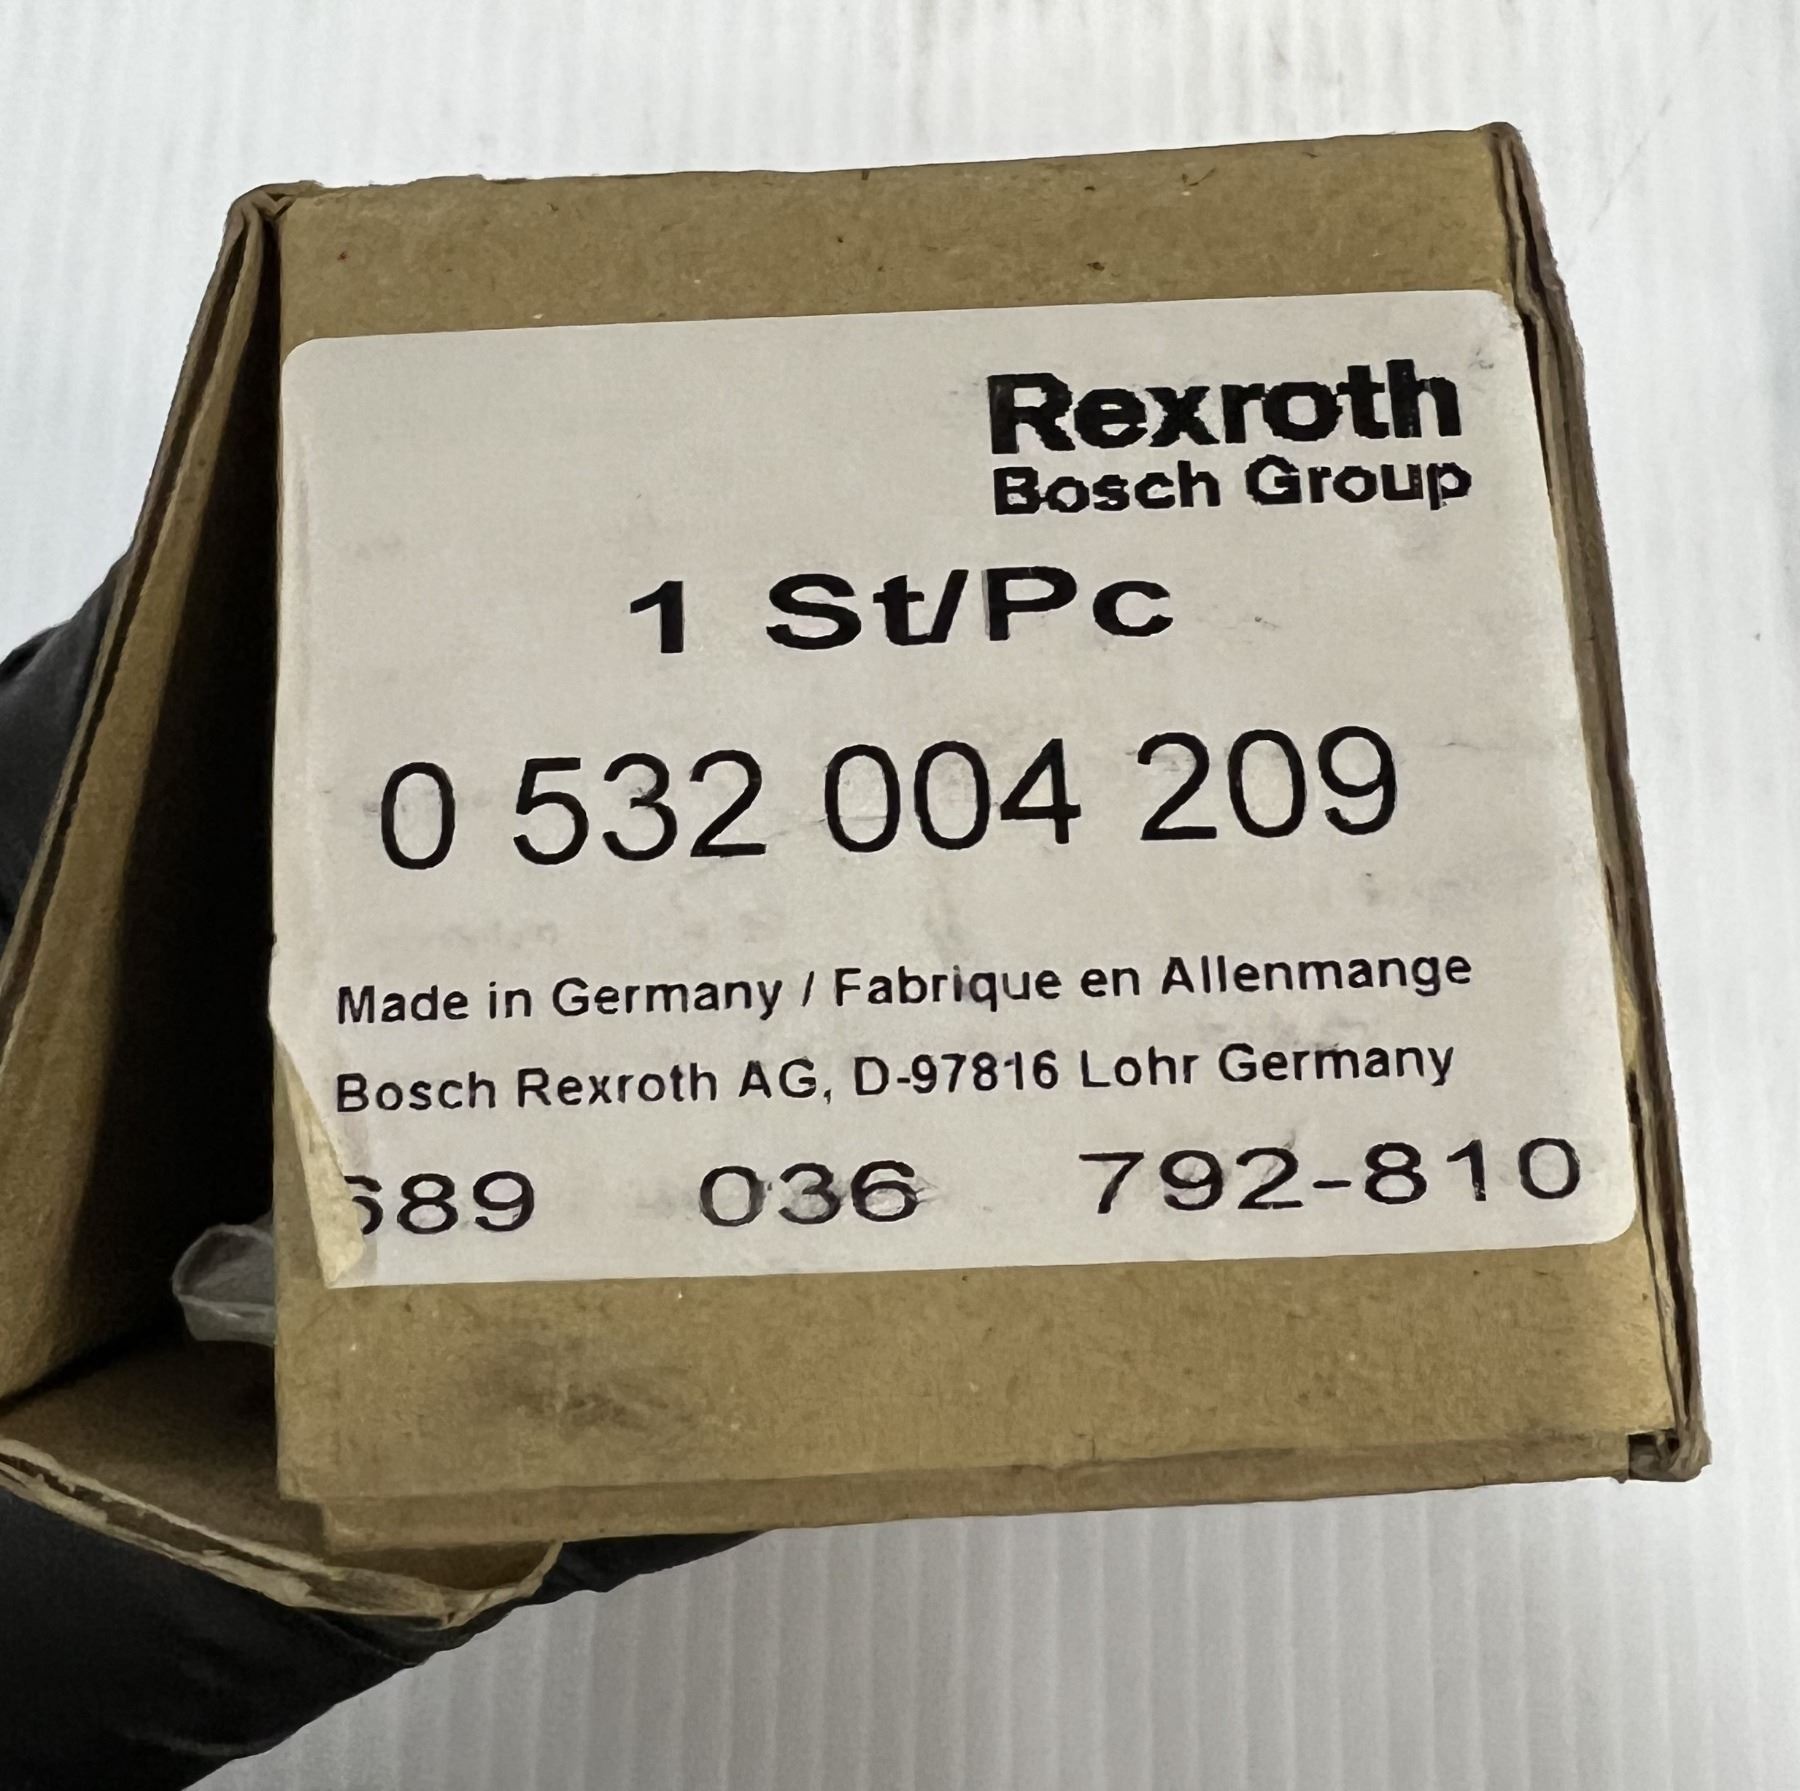 Rexroth
Bosch Group
1 St/Pc
0 532 004 209
Made in Germany / Fabrique en Allenmange
Bosch Rexroth AG, D-97816 Lohr Germany
036 792-810